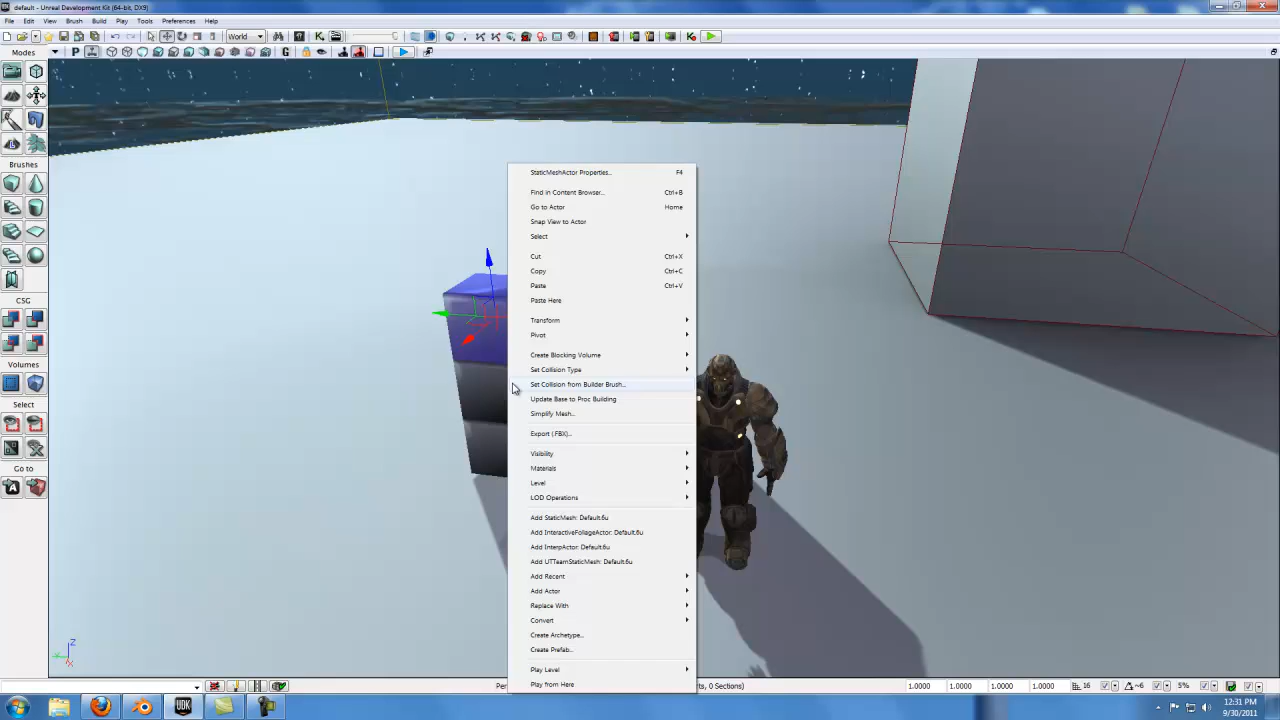 default - Unreal Development Kit (64-bit, DX9)
File Edit View Brush Build Play Tools Preferences Help
World
Modes
P
G
Brushes
CSG
Volumes
Select
Go to
StaticMeshActor Properties... F4
Find in Content Browser... Ctrl+B
Go to Actor Home
Snap View to Actor
Select
Cut Ctrl+X
Copy Ctrl+C
Paste Ctrl+V
Paste Here
Transform
Pivot
Create Blocking Volume
Set Collision Type
Set Collision from Builder Brush...
Update Base to Proc Building
Simplify Mesh...
Export (.FBX)...
Visibility
Materials
Level
LOD Operations
Add StaticMesh: Default.6u
Add InteractiveFoliageActor: Default.6u
Add InterpActor: Default.6u
Add UTTeamStaticMesh: Default.6u
Add Recent
Add Actor
Replace With
Convert
Create Archetype...
Create Prefab...
Play Level
Play from Here
Z
X
0 Sections) 1.0000 1.0000 1.0000 1.0000 16 5%
UDK
12:31 PM
9/30/2011